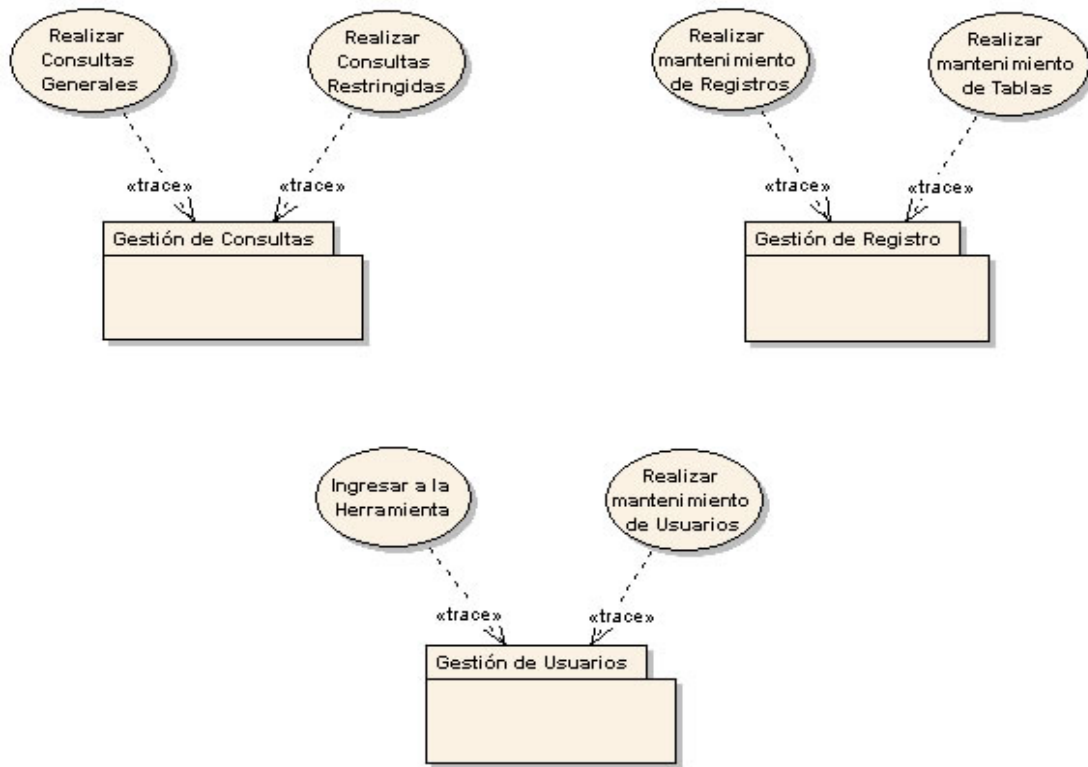 Realizar
Consultas
Generales
Realizar
Consultas
Restringidas
«trace»
«trace»
Gestión de Consultas
Realizar
mantenimiento
de Registros
Realizar
mantenimiento
de Tablas
«trace»
«trace»
Gestión de Registro
Ingresar a la
Herramienta
Realizar
mantenimiento
de Usuarios
«trace»
«trace»
Gestión de Usuarios